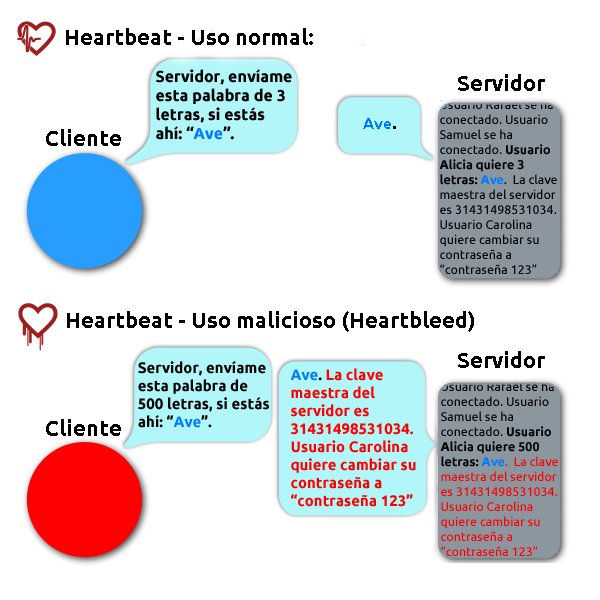 Heartbeat - Uso normal:
Servidor, envíame
esta palabra de 3
letras, si estás
ahí: “Ave”.
Cliente
Ave.
Servidor
Usuario Rafael se ha
conectado. Usuario
Samuel se ha
conectado. Usuario
Alicia quiere 3
letras: Ave. La clave
maestra del servidor
es 31431498531034.
Usuario Carolina
quiere cambiar su
contraseña a
“contraseña 123”
Heartbeat - Uso malicioso (Heartbleed)
Servidor, envíame
esta palabra de
500 letras, si estás
ahí: “Ave”.
Cliente
Ave. La clave
maestra del
servidor es
31431498531034.
Usuario Carolina
quiere cambiar su
contraseña a
“contraseña 123”
Servidor
Usuario Rafael se ha
conectado. Usuario
Samuel se ha
conectado. Usuario
Alicia quiere 500
letras: Ave. La clave
maestra del servidor
es 31431498531034.
Usuario Carolina
quiere cambiar su
contraseña a
“contraseña 123”